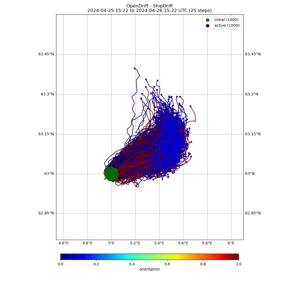 OpenDrift - ShipDrift
2024-04-25 15:22 to 2024-04-26 15:22 UTC (25 steps)
initial (1000)
active (1000)
63.45°N 63.45°N
63.3°N 63.3°N
63.15°N 63.15°N
63°N 63°N
62.85°N 62.85°N
4.6°E 4.8°E 5°E 5.2°E 5.4°E 5.6°E 5.8°E 6°E
0.0 0.2 0.4 0.6 0.8 1.0
orientation